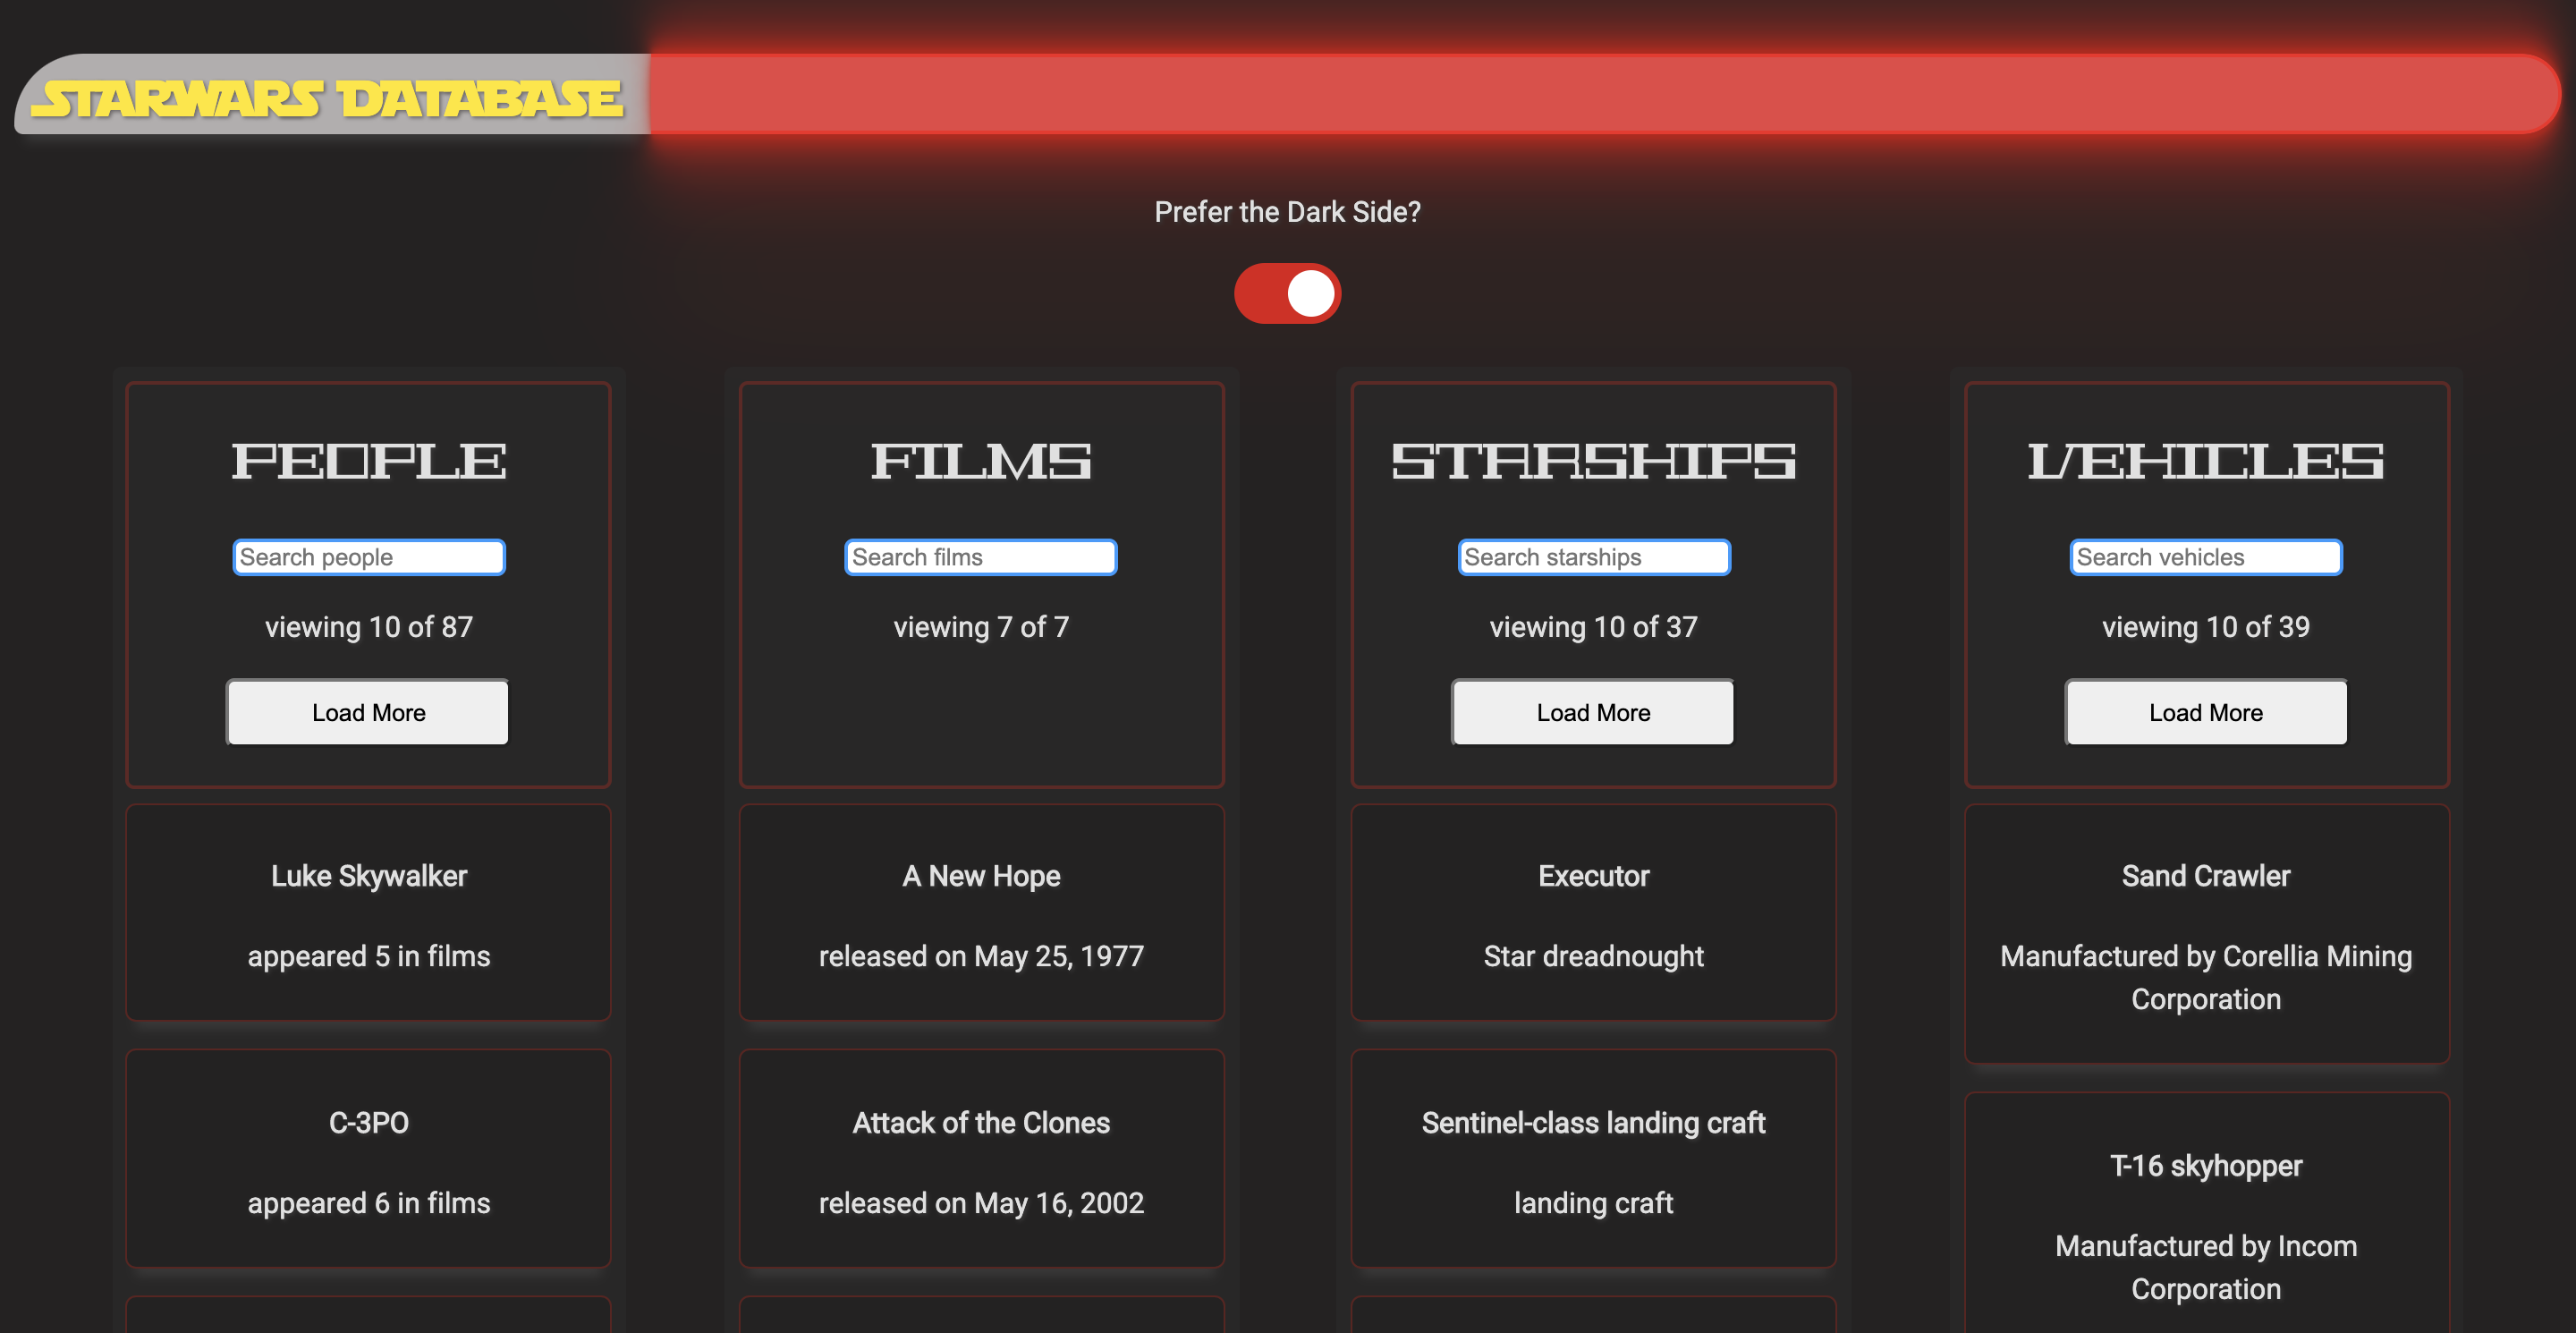 STARWARS DATABASE
Prefer the Dark Side?
PEOPLE
Search people
viewing 10 of 87
Load More
Luke Skywalker
appeared 5 in films
C-3PO
appeared 6 in films
FILMS
Search films
viewing 7 of 7
A New Hope
released on May 25, 1977
Attack of the Clones
released on May 16, 2002
STARSHIPS
Search starships
viewing 10 of 37
Load More
Executor
Star dreadnought
Sentinel-class landing craft
landing craft
VEHICLES
Search vehicles
viewing 10 of 39
Load More
Sand Crawler
Manufactured by Corellia Mining
Corporation
T-16 skyhopper
Manufactured by Incom
Corporation